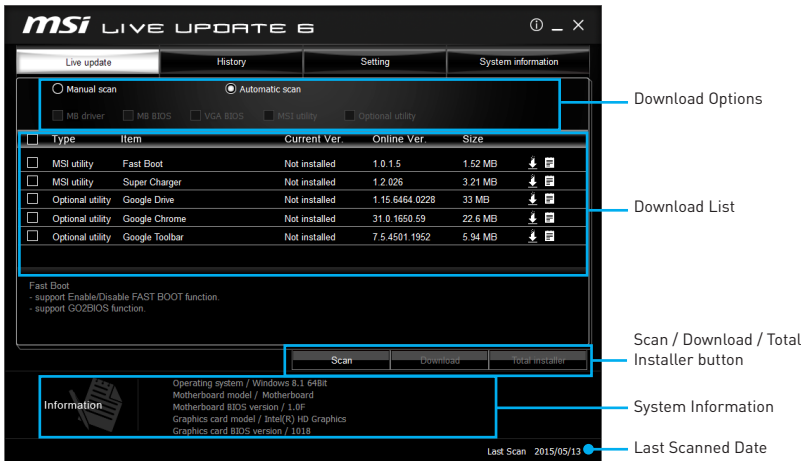 msi LIVE UPDATE 6
Live update
History
Setting
System information
Manual scan
Automatic scan
MB driver
MB BIOS
VGA BIOS
MSI utility
Optional utility
Type Item Current Ver. Online Ver. Size
MSI utility Fast Boot Not installed 1.0.1.5 1.52 MB
MSI utility Super Charger Not installed 1.2.026 3.21 MB
Optional utility Google Drive Not installed 1.15.6464.0228 33 MB
Optional utility Google Chrome Not installed 31.0.1650.59 22.6 MB
Optional utility Google Toolbar Not installed 7.5.4501.1952 5.94 MB
Fast Boot
- support Enable/Disable FAST BOOT function.
- support GO2BIOS function.
Scan
Download
Total installer
Information
Operating system / Windows 8.1 64Bit
Motherboard model / Motherboard
Motherboard BIOS version / 1.0F
Graphics card model / Intel(R) HD Graphics
Graphics card BIOS version / 1018
Last Scan 2015/05/13
Download Options
Download List
Scan / Download / Total
Installer button
System Information
Last Scanned Date